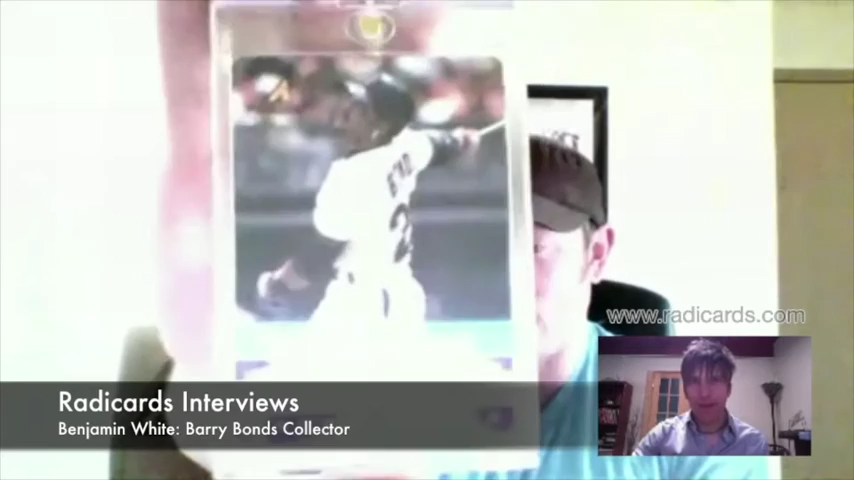 www.radicards.com
Radicards Interviews
Benjamin White: Barry Bonds Collector